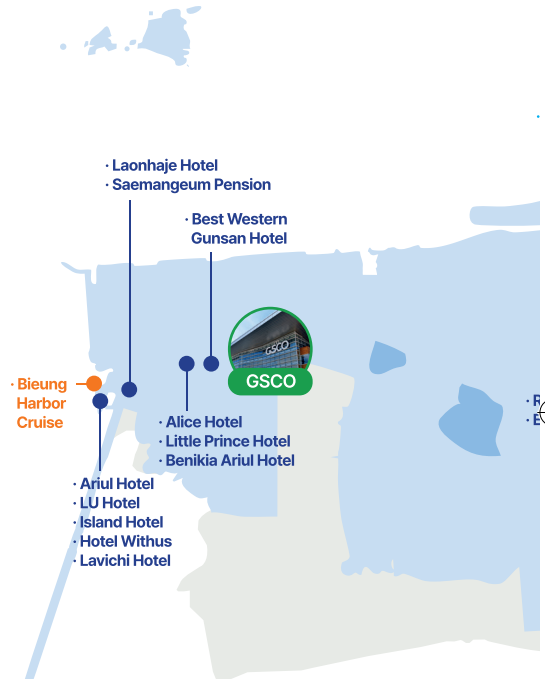 · Laonhaje Hotel
· Saemangeum Pension
· Best Western
Gunsan Hotel
GSCO
GSCO
· Bieung
Harbor
Cruise
· Alice Hotel
· Little Prince Hotel
· Benikia Ariul Hotel
· Ariul Hotel
· LU Hotel
· Island Hotel
· Hotel Withus
· Lavichi Hotel